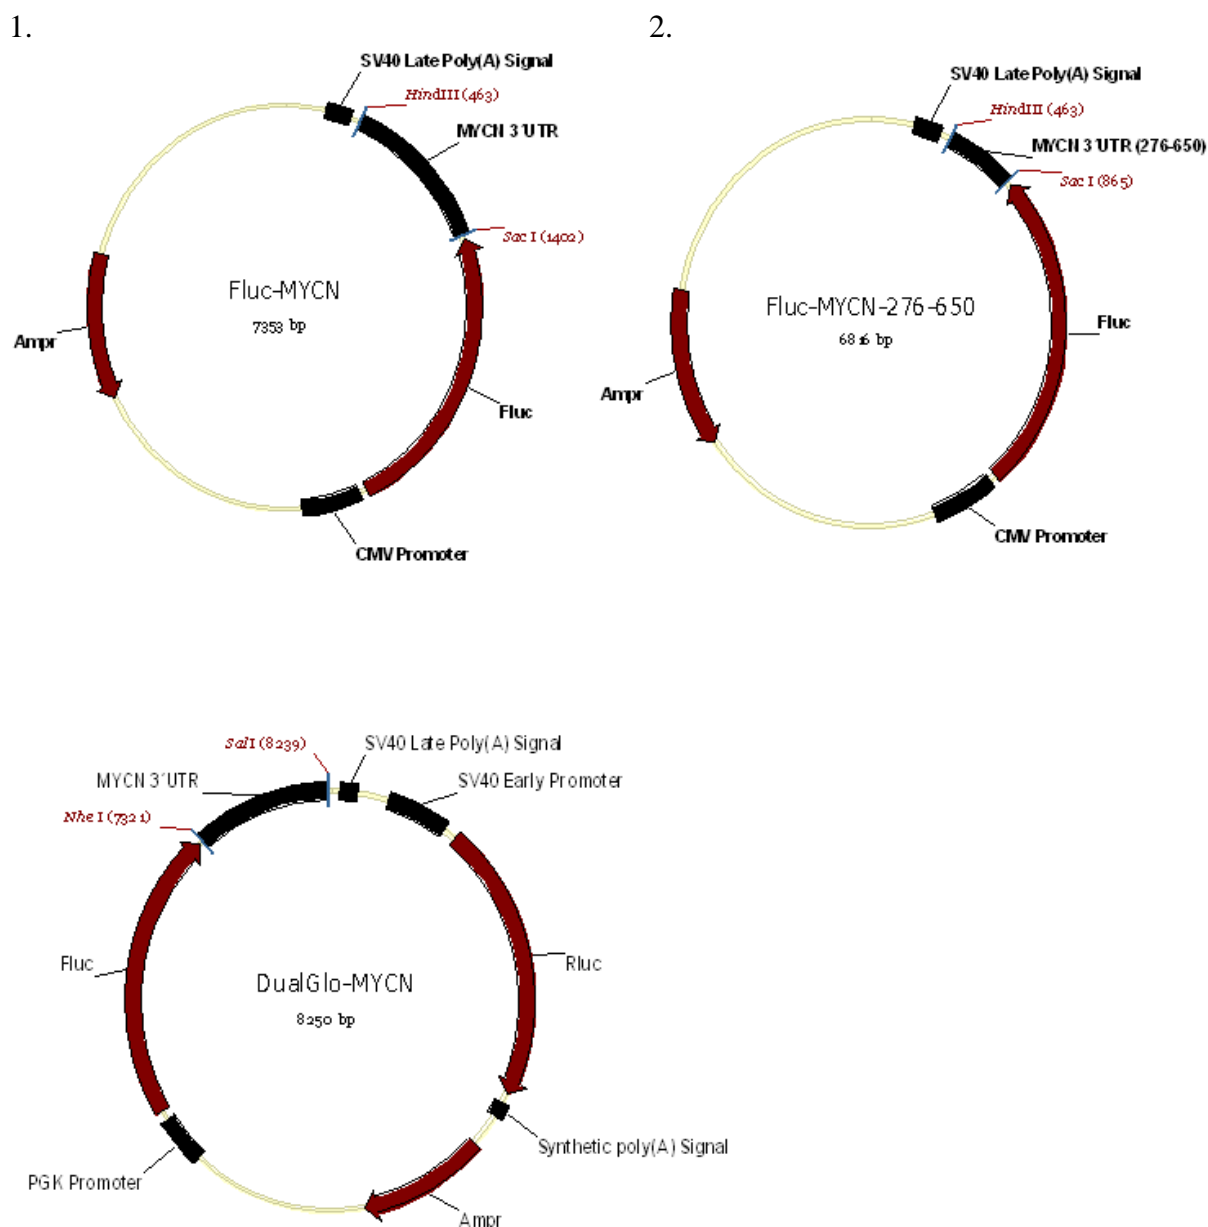 1.
SV40 Late Poly(A) Signal
HindIII (463)
MYCN 3'UTR
Sac I (1402)
Fluc-MYCN
7353 bp
Ampr
Fluc
CMV Promoter
2.
SV40 Late Poly(A) Signal
HindIII (463)
MYCN 3'UTR (276-650)
Sac I (865)
Fluc-MYCN-276-650
6816 bp
Fluc
Ampr
CMV Promoter
SalI (8239)
SV40 Late Poly(A) Signal
MYCN 3'UTR
SV40 Early Promoter
Nhe I (7321)
Fluc
Rluc
DualGlo-MYCN
8250 bp
Synthetic poly(A) Signal
PGK Promoter
Ampr